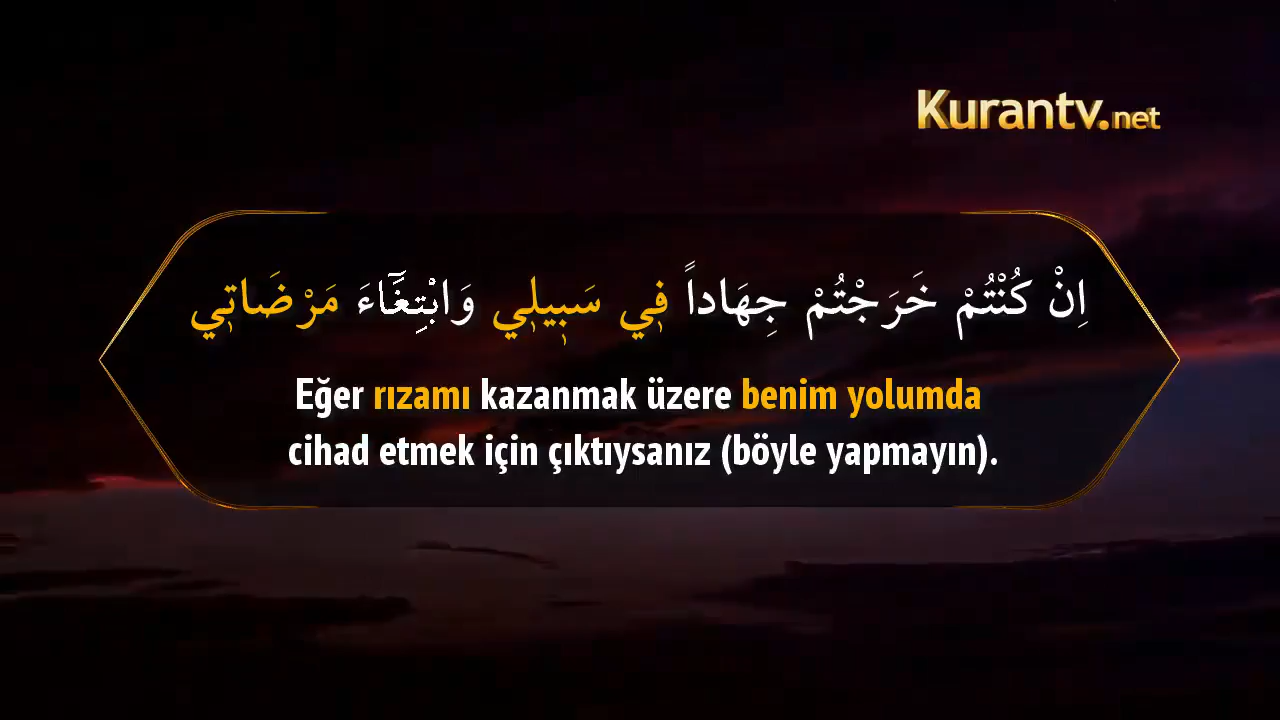 Kurantv.net
اِنْ كُنْتُمْ خَرَجْتُمْ جِهَاداً ف۪ي سَب۪يل۪ي وَابْتِغَٓاءَ مَرْضَات۪ي
Eğer rızamı kazanmak üzere benim yolumda
cihad etmek için çıktıysanız (böyle yapmayın).